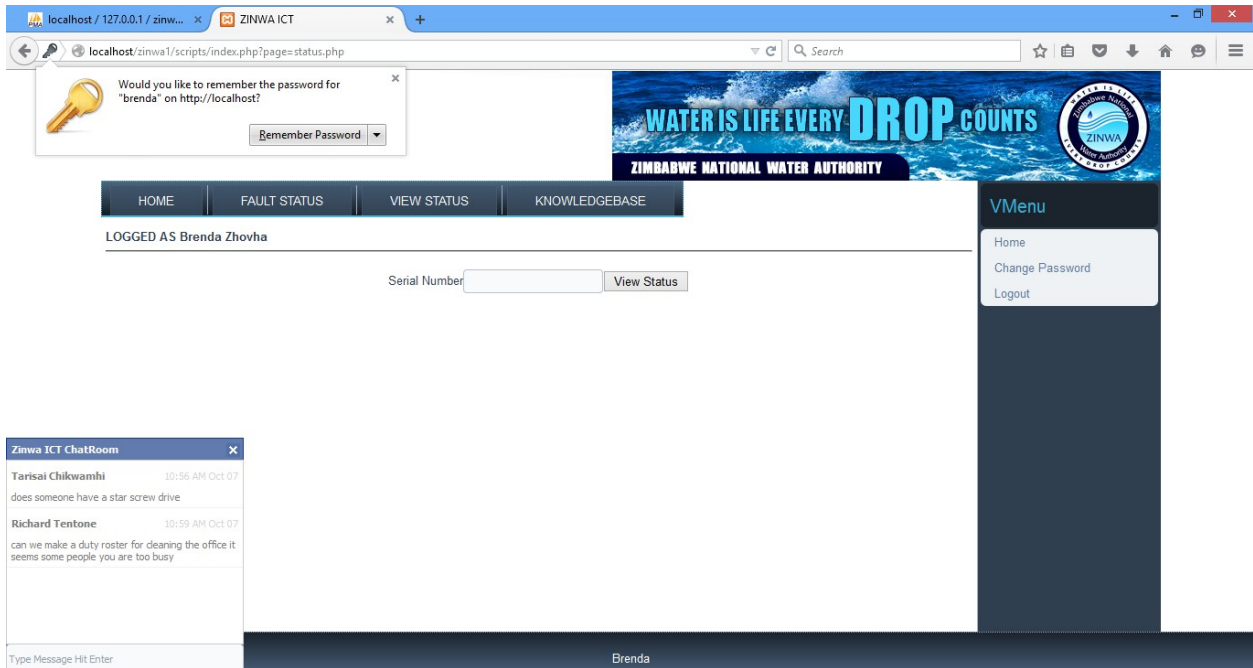 localhost / 127.0.0.1 / zinw...
ZINWA ICT
localhost/zinwa1/scripts/index.php?page=status.php
Search
Would you like to remember the password for
"brenda" on http://localhost?
Remember Password
WATER IS LIFE EVERY DROP COUNTS
ZIMBABWE NATIONAL WATER AUTHORITY
ZINWA
HOME
FAULT STATUS
VIEW STATUS
KNOWLEDGEBASE
VMenu
LOGGED AS Brenda Zhovha
Home
Change Password
Logout
Serial Number
View Status
Zinwa ICT ChatRoom
Tarisai Chikwamhi 10:56 AM Oct 07
does someone have a star screw drive
Richard Tentone 10:59 AM Oct 07
can we make a duty roster for cleaning the office it
seems some people you are too busy
Type Message Hit Enter
Brenda